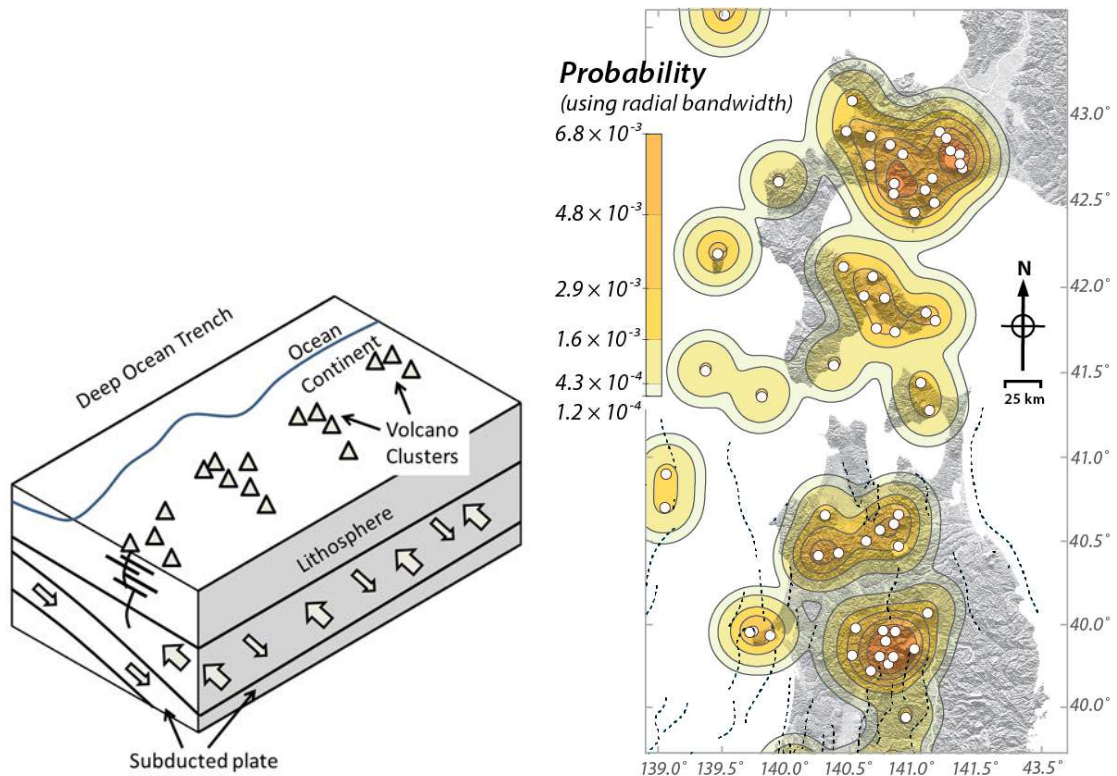 Deep Ocean Trench
Ocean
Continent
Volcano
Clusters
Lithosphere
Subducted plate
Probability
(using radial bandwidth)
6.8 × 10⁻³
4.8 × 10⁻³
2.9 × 10⁻³
1.6 × 10⁻³
4.3 × 10⁻⁴
1.2 × 10⁻⁴
N
25 km
43.0°
42.5°
42.0°
41.5°
41.0°
40.5°
40.0°
40.0°
139.0° 139.5° 140.0° 140.5° 141.0° 141.5° 43.5°